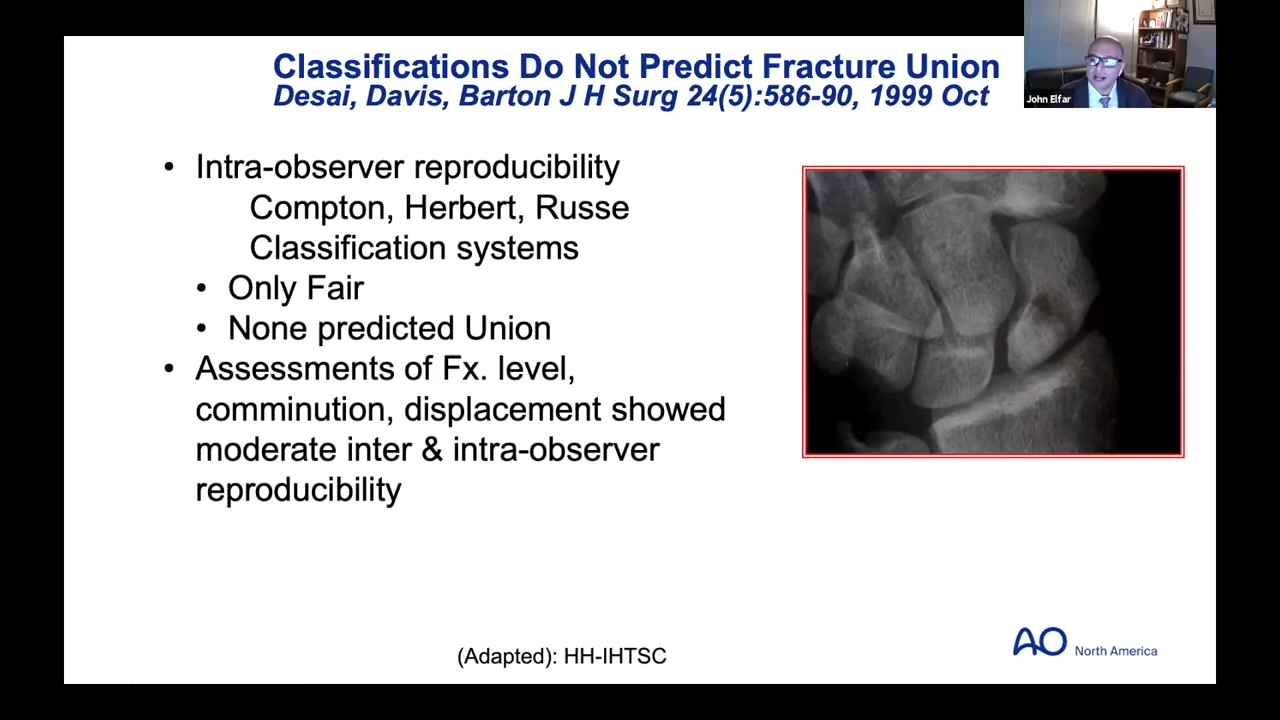 Classifications Do Not Predict Fracture Union
Desai, Davis, Barton J H Surg 24(5):586-90, 1999 Oct
John Elfar
• Intra-observer reproducibility
Compton, Herbert, Russe
Classification systems
• Only Fair
• None predicted Union
• Assessments of Fx. level,
comminution, displacement showed
moderate inter & intra-observer
reproducibility
(Adapted): HH-IHTSC
AO North America